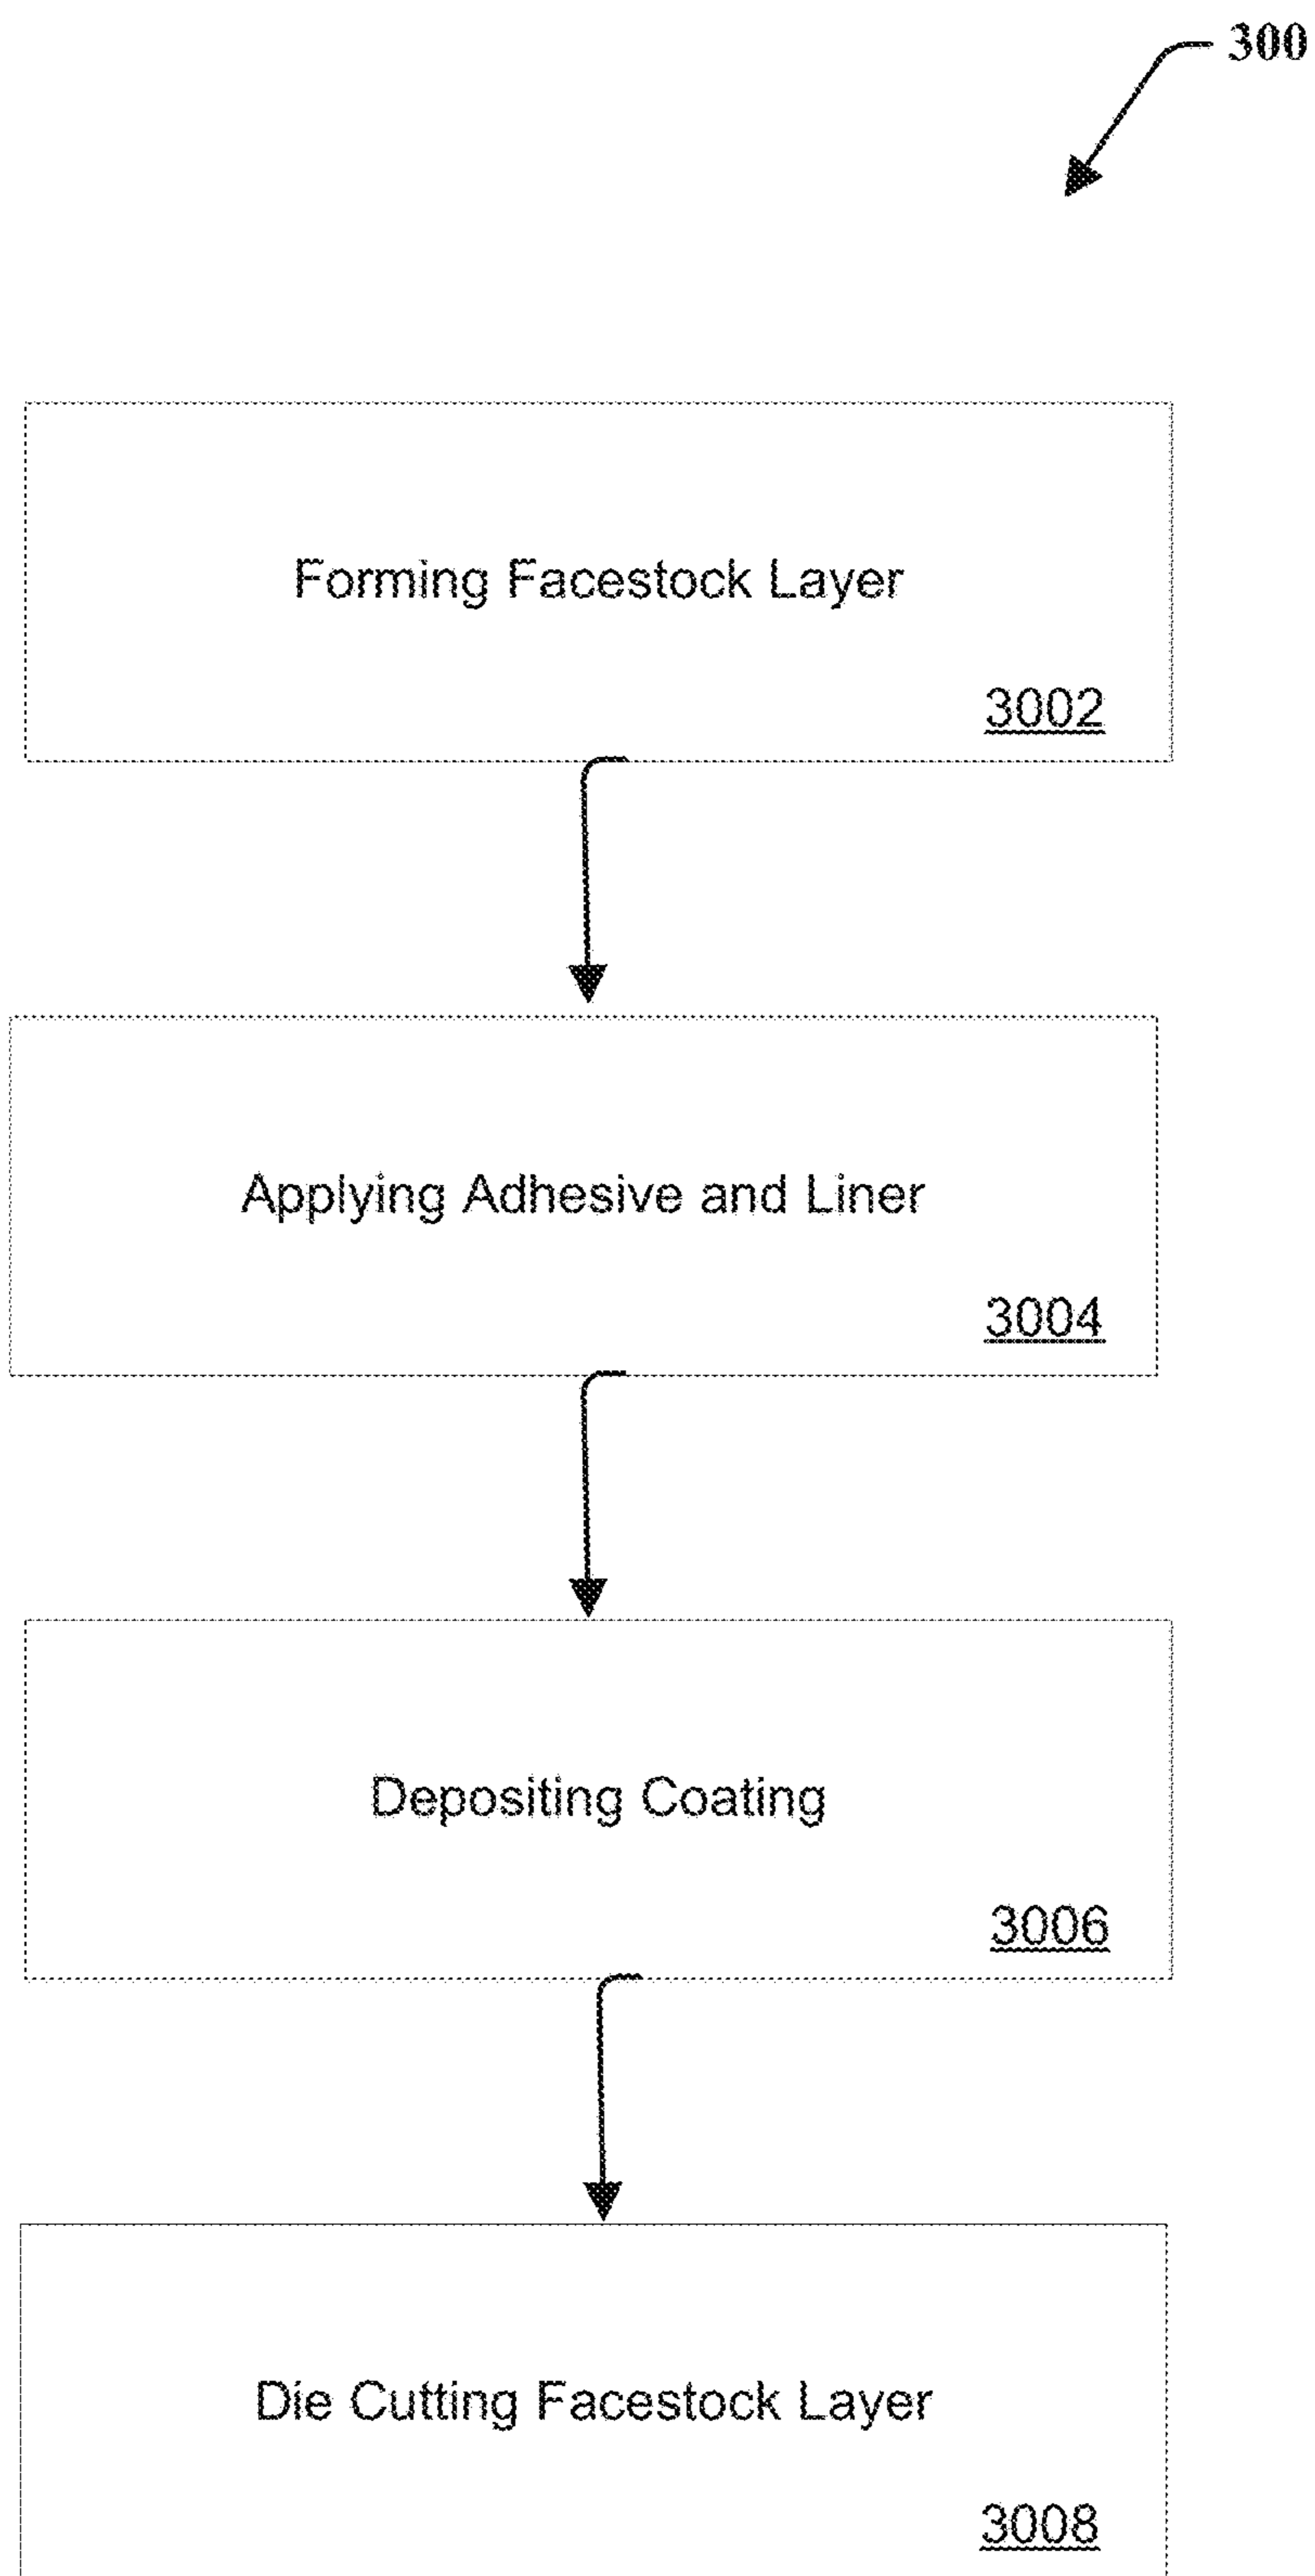 300
Forming Facestock Layer
3002
Applying Adhesive and Liner
3004
Depositing Coating
3006
Die Cutting Facestock Layer
3008